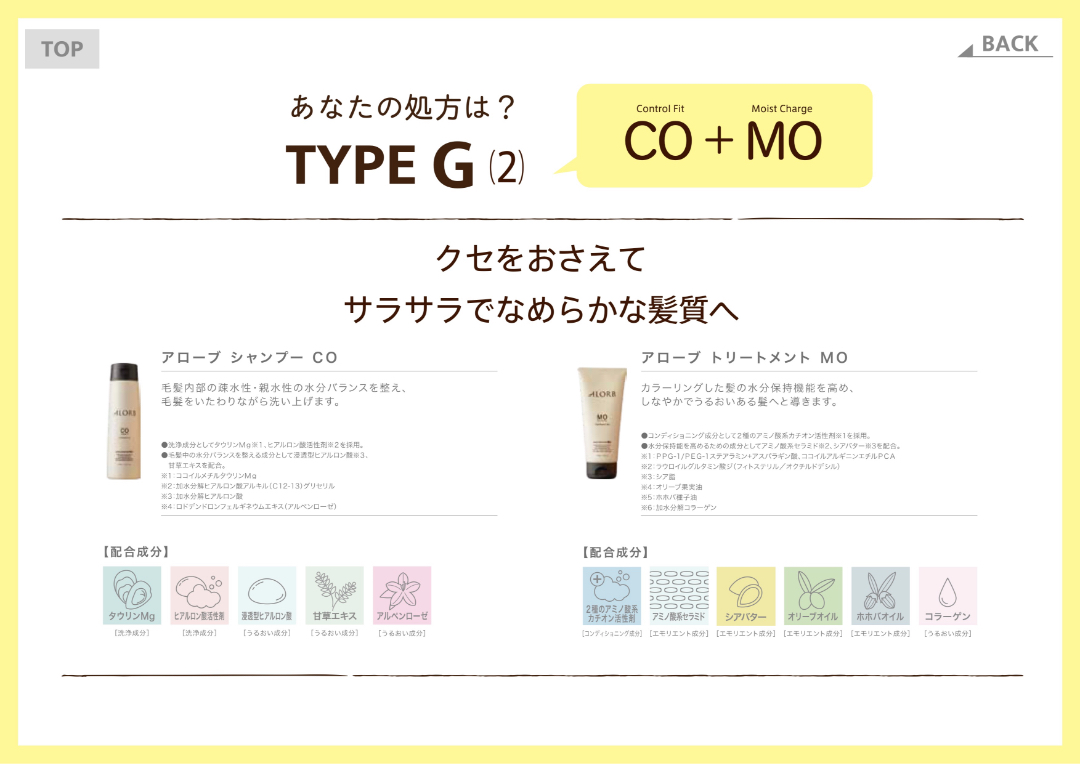 TOP
BACK
あなたの処方は？
TYPE G (2)
Control Fit
Moist Charge
CO + MO
クセをおさえて
サラサラでなめらかな髪質へ
アローブ シャンプー CO
毛髪内部の疎水性・親水性の水分バランスを整え、
毛髪をいたわりながら洗い上げます。
●洗浄成分としてタウリンMg※1、ヒアルロン酸活性剤※2を採用。
●毛髪中の水分バランスを整える成分として浸透型ヒアルロン酸※3、
甘草エキスを配合。
※1：ココイルメチルタウリンMg
※2：加水分解ヒアルロン酸アルキル(C12-13)グリセリル
※3：加水分解ヒアルロン酸
※4：ロドデンドロンフェルギネウムエキス(アルペンローゼ)
ALORB
CO
【配合成分】
タウリンMg
ヒアルロン酸活性剤
浸透型ヒアルロン酸
甘草エキス
アルペンローゼ
［洗浄成分］
［洗浄成分］
［うるおい成分］
［うるおい成分］
［うるおい成分］
アローブ トリートメント MO
カラーリングした髪の水分保持機能を高め、
しなやかでうるおいある髪へと導きます。
●コンディショニング成分として2種のアミノ酸系カチオン活性剤※1を採用。
●水分保持機能を高めるための成分としてアミノ酸系セラミド※2、シアバター※3を配合。
※1：PPG-1/PEG-1ステアラミン+アスパラギン酸、ココイルアルギニンエチルPCA
※2：ラウロイルグルタミン酸ジ(フィトステリル／オクチルドデシル)
※3：シア脂
※4：オリーブ果実油
※5：ホホバ種子油
※6：加水分解コラーゲン
ALORB
MO
【配合成分】
2種のアミノ酸系
カチオン活性剤
アミノ酸系セラミド
シアバター
オリーブオイル
ホホバオイル
コラーゲン
［コンディショニング成分］
［エモリエント成分］
［エモリエント成分］
［エモリエント成分］
［エモリエント成分］
［うるおい成分］